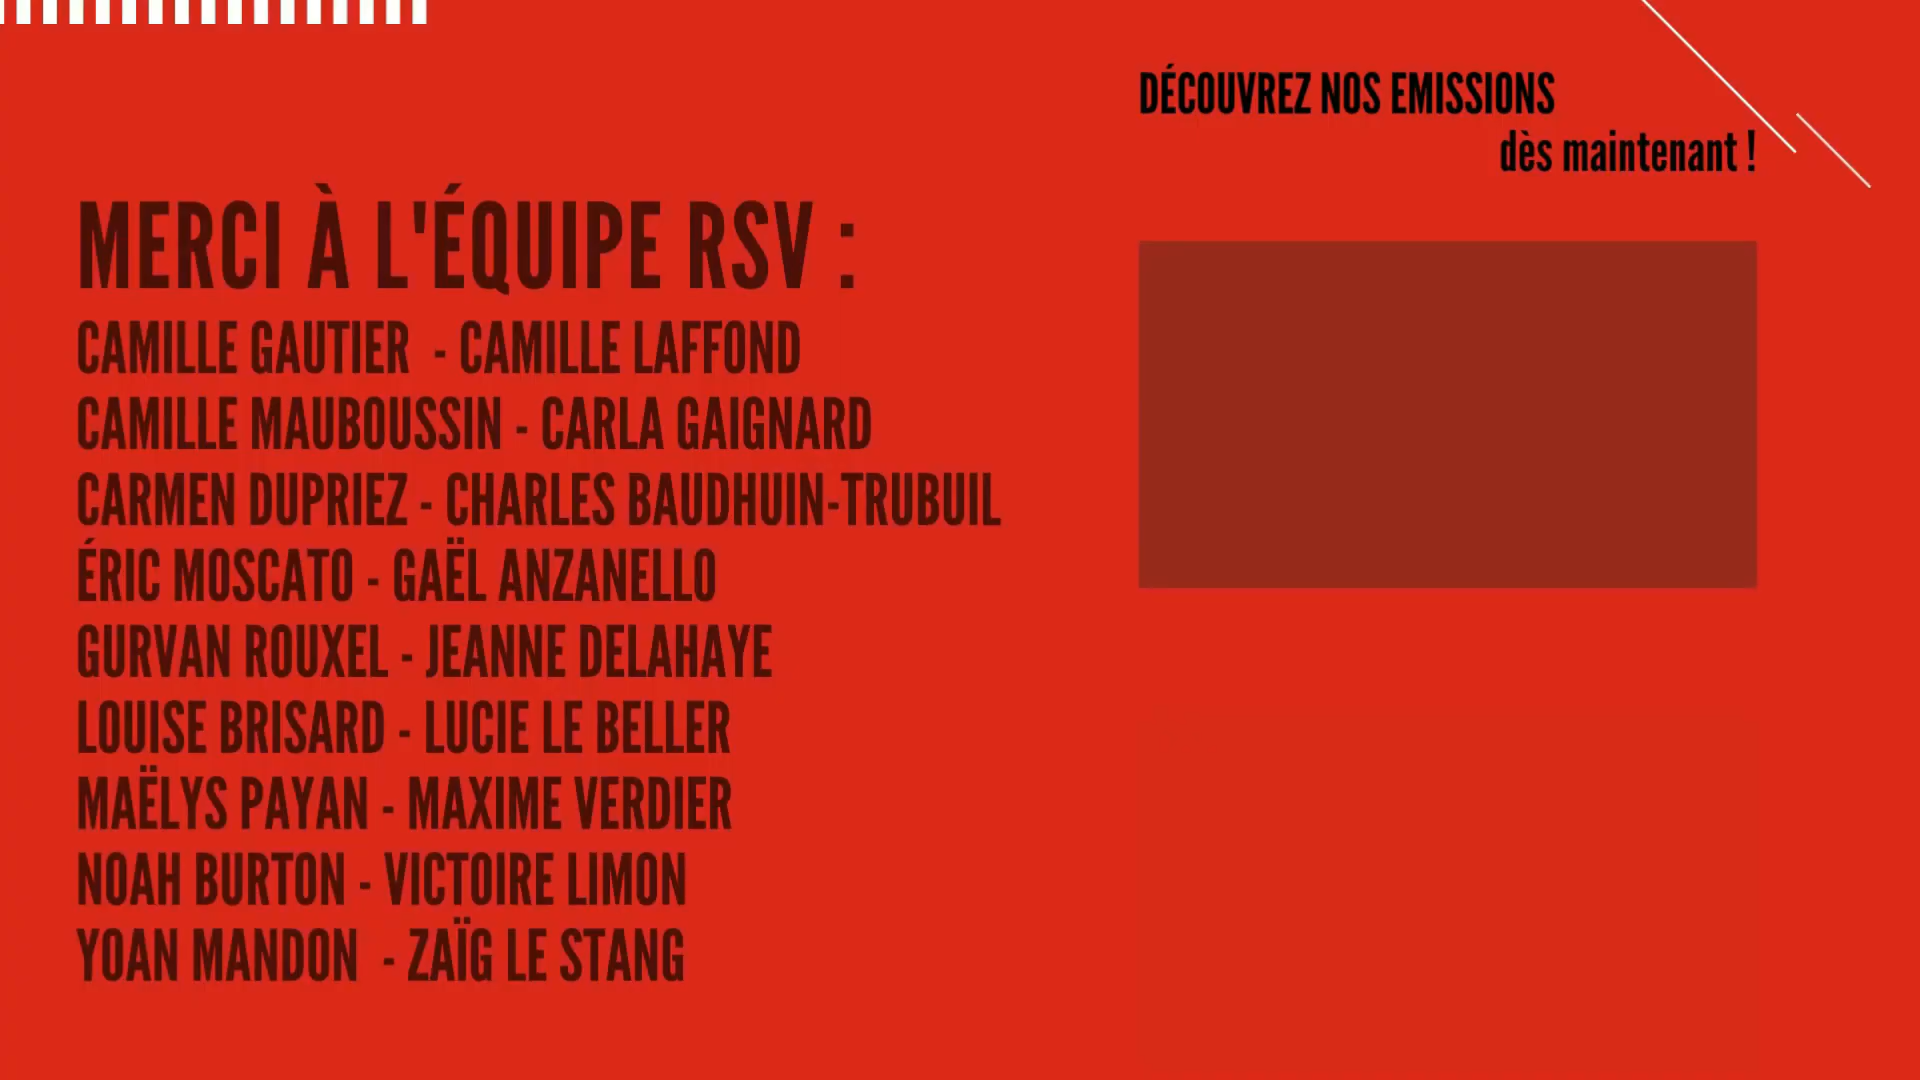 DÉCOUVREZ NOS EMISSIONS
dès maintenant !
MERCI À L'ÉQUIPE RSV :
CAMILLE GAUTIER - CAMILLE LAFFOND
CAMILLE MAUBOUSSIN - CARLA GAIGNARD
CARMEN DUPRIEZ - CHARLES BAUDHUIN-TRUBUIL
ÉRIC MOSCATO - GAËL ANZANELLO
GURVAN ROUXEL - JEANNE DELAHAYE
LOUISE BRISARD - LUCIE LE BELLER
MAËLYS PAYAN - MAXIME VERDIER
NOAH BURTON - VICTOIRE LIMON
YOAN MANDON - ZAÏG LE STANG